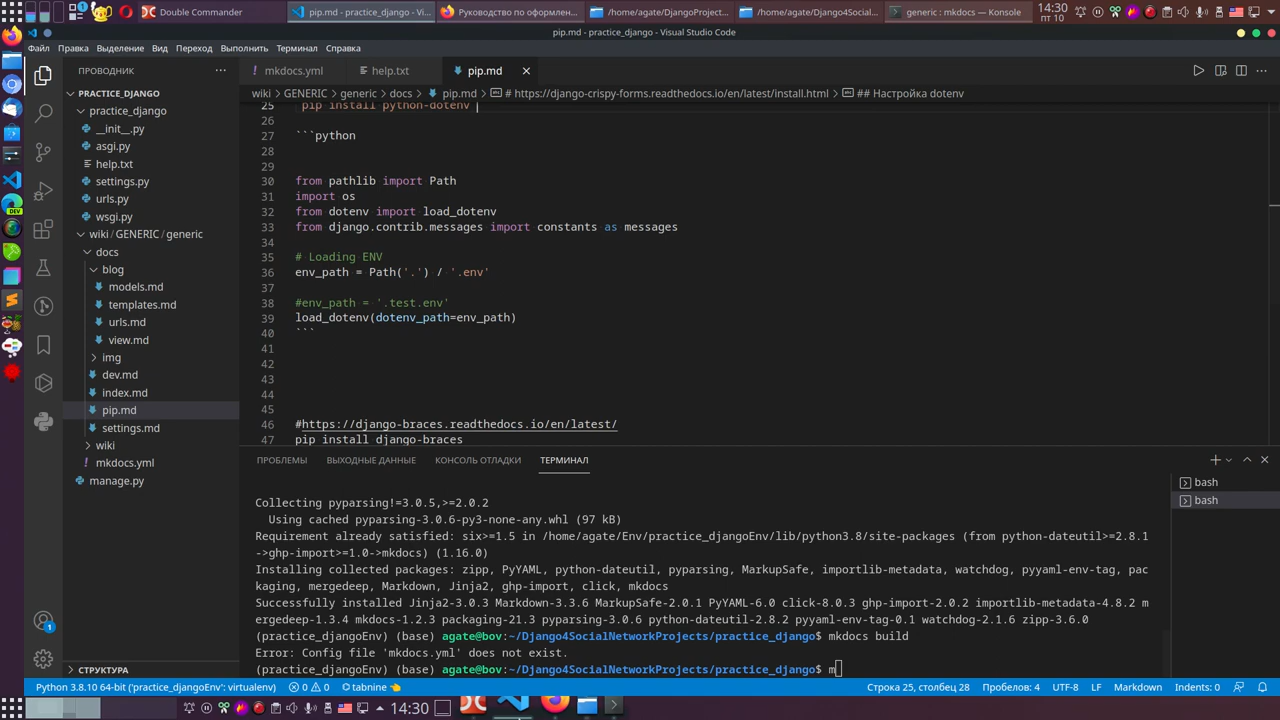 Double Commander
pip.md - practice_django - Vi...
Руководство по оформлен...
/home/agate/DjangoProject...
/home/agate/Django4Social...
generic : mkdocs — Konsole
14:30
пт 10
pip.md - practice_django - Visual Studio Code
Файл Правка Выделение Вид Переход Выполнить Терминал Справка
ПРОВОДНИК ···
mkdocs.yml
help.txt
pip.md
PRACTICE_DJANGO
wiki > GENERIC > generic > docs > pip.md > # https://django-crispy-forms.readthedocs.io/en/latest/install.html > ## Настройка dotenv
practice_django
__init__.py
asgi.py
help.txt
settings.py
urls.py
wsgi.py
wiki/GENERIC/generic
docs
blog
models.md
templates.md
urls.md
view.md
img
dev.md
index.md
pip.md
settings.md
wiki
mkdocs.yml
manage.py
СТРУКТУРА
25 pip install python-dotenv
26
27 ```python
28
29
30 from pathlib import Path
31 import os
32 from dotenv import load_dotenv
33 from django.contrib.messages import constants as messages
34
35 # Loading ENV
36 env_path = Path('.') / '.env'
37
38 #env_path = '.test.env'
39 load_dotenv(dotenv_path=env_path)
40 ```
41
42
43
44
45
46 #https://django-braces.readthedocs.io/en/latest/
47 pip install django-braces
ПРОБЛЕМЫ ВЫХОДНЫЕ ДАННЫЕ КОНСОЛЬ ОТЛАДКИ ТЕРМИНАЛ
bash
bash
Collecting pyparsing!=3.0.5,>=2.0.2
Using cached pyparsing-3.0.6-py3-none-any.whl (97 kB)
Requirement already satisfied: six>=1.5 in /home/agate/Env/practice_djangoEnv/lib/python3.8/site-packages (from python-dateutil>=2.8.1
->ghp-import>=1.0->mkdocs) (1.16.0)
Installing collected packages: zipp, PyYAML, python-dateutil, pyparsing, MarkupSafe, importlib-metadata, watchdog, pyyaml-env-tag, pac
kaging, mergedeep, Markdown, Jinja2, ghp-import, click, mkdocs
Successfully installed Jinja2-3.0.3 Markdown-3.3.6 MarkupSafe-2.0.1 PyYAML-6.0 click-8.0.3 ghp-import-2.0.2 importlib-metadata-4.8.2 m
ergedeep-1.3.4 mkdocs-1.2.3 packaging-21.3 pyparsing-3.0.6 python-dateutil-2.8.2 pyyaml-env-tag-0.1 watchdog-2.1.6 zipp-3.6.0
(practice_djangoEnv) (base) agate@bov:~/Django4SocialNetworkProjects/practice_django$ mkdocs build
Error: Config file 'mkdocs.yml' does not exist.
(practice_djangoEnv) (base) agate@bov:~/Django4SocialNetworkProjects/practice_django$ m
Python 3.8.10 64-bit ('practice_djangoEnv': virtualenv) 0 0 tabnine
Строка 25, столбец 28 Пробелов: 4 UTF-8 LF Markdown Indents: 0
14:30